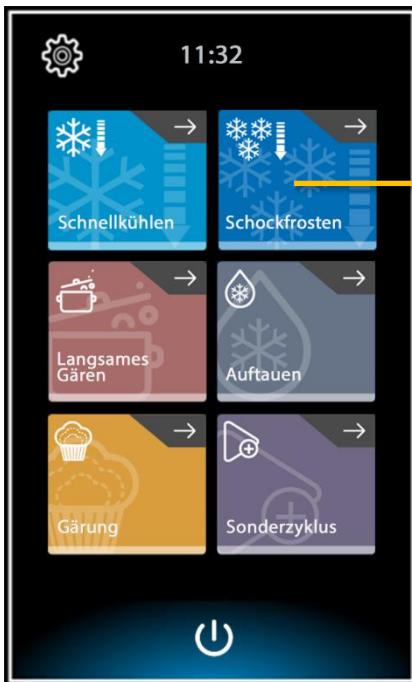 11:32
Schnellkühlen
Schockfrosten
Langsames
Gären
Auftauen
Gärung
Sonderzyklus